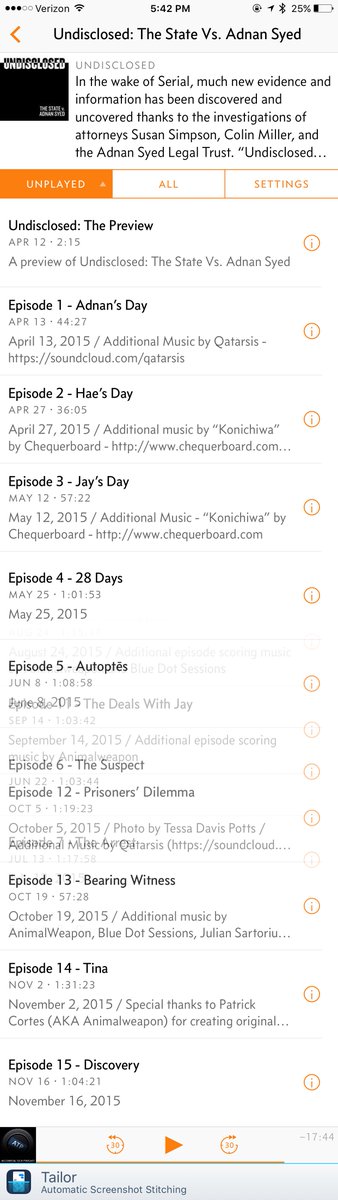 Verizon 5:42 PM 25%
Undisclosed: The State Vs. Adnan Syed
UNDISCLOSED
THE STATE v.
ADNAN SYED
UNDISCLOSED
In the wake of Serial, much new evidence and
information has been discovered and
uncovered thanks to the investigations of
attorneys Susan Simpson, Colin Miller, and
the Adnan Syed Legal Trust. “Undisclosed...
UNPLAYED ALL SETTINGS
Undisclosed: The Preview
APR 12 • 2:15
A preview of Undisclosed: The State Vs. Adnan Syed
Episode 1 - Adnan’s Day
APR 13 • 44:27
April 13, 2015 / Additional Music by Qatarsis -
https://soundcloud.com/qatarsis
Episode 2 - Hae’s Day
APR 27 • 36:05
April 27, 2015 / Additional music by “Konichiwa”
by Chequerboard - http://www.chequerboard.com...
Episode 3 - Jay’s Day
MAY 12 • 57:22
May 12, 2015 / Additional Music - “Konichiwa” by
Chequerboard - http://www.chequerboard.com
Episode 4 - 28 Days
MAY 25 • 1:01:53
May 25, 2015
August 24, 2015 / Additional episode scoring music
Blue Dot Sessions
Episode 5 - Autoptēs
JUN 8 • 1:08:58
June 8, 2015
Episode 11 - The Deals With Jay
SEP 14 • 1:03:42
September 14, 2015 / Additional episode scoring
music by Animalweapon
Episode 6 - The Suspect
JUN 22 • 1:03:44
Episode 12 - Prisoners’ Dilemma
OCT 5 • 1:19:23
October 5, 2015 / Photo by Tessa Davis Potts /
Additional Music by Qatarsis (https://soundcloud....
Episode 7 - The Arrest
JUL 13 • 1:17:58
Episode 13 - Bearing Witness
OCT 19 • 57:28
October 19, 2015 / Additional music by
AnimalWeapon, Blue Dot Sessions, Julian Sartoriu...
Episode 14 - Tina
NOV 2 • 1:31:23
November 2, 2015 / Special thanks to Patrick
Cortes (AKA Animalweapon) for creating original...
Episode 15 - Discovery
NOV 16 • 1:04:21
November 16, 2015
ATP
30 30 -17:44
Tailor
Automatic Screenshot Stitching